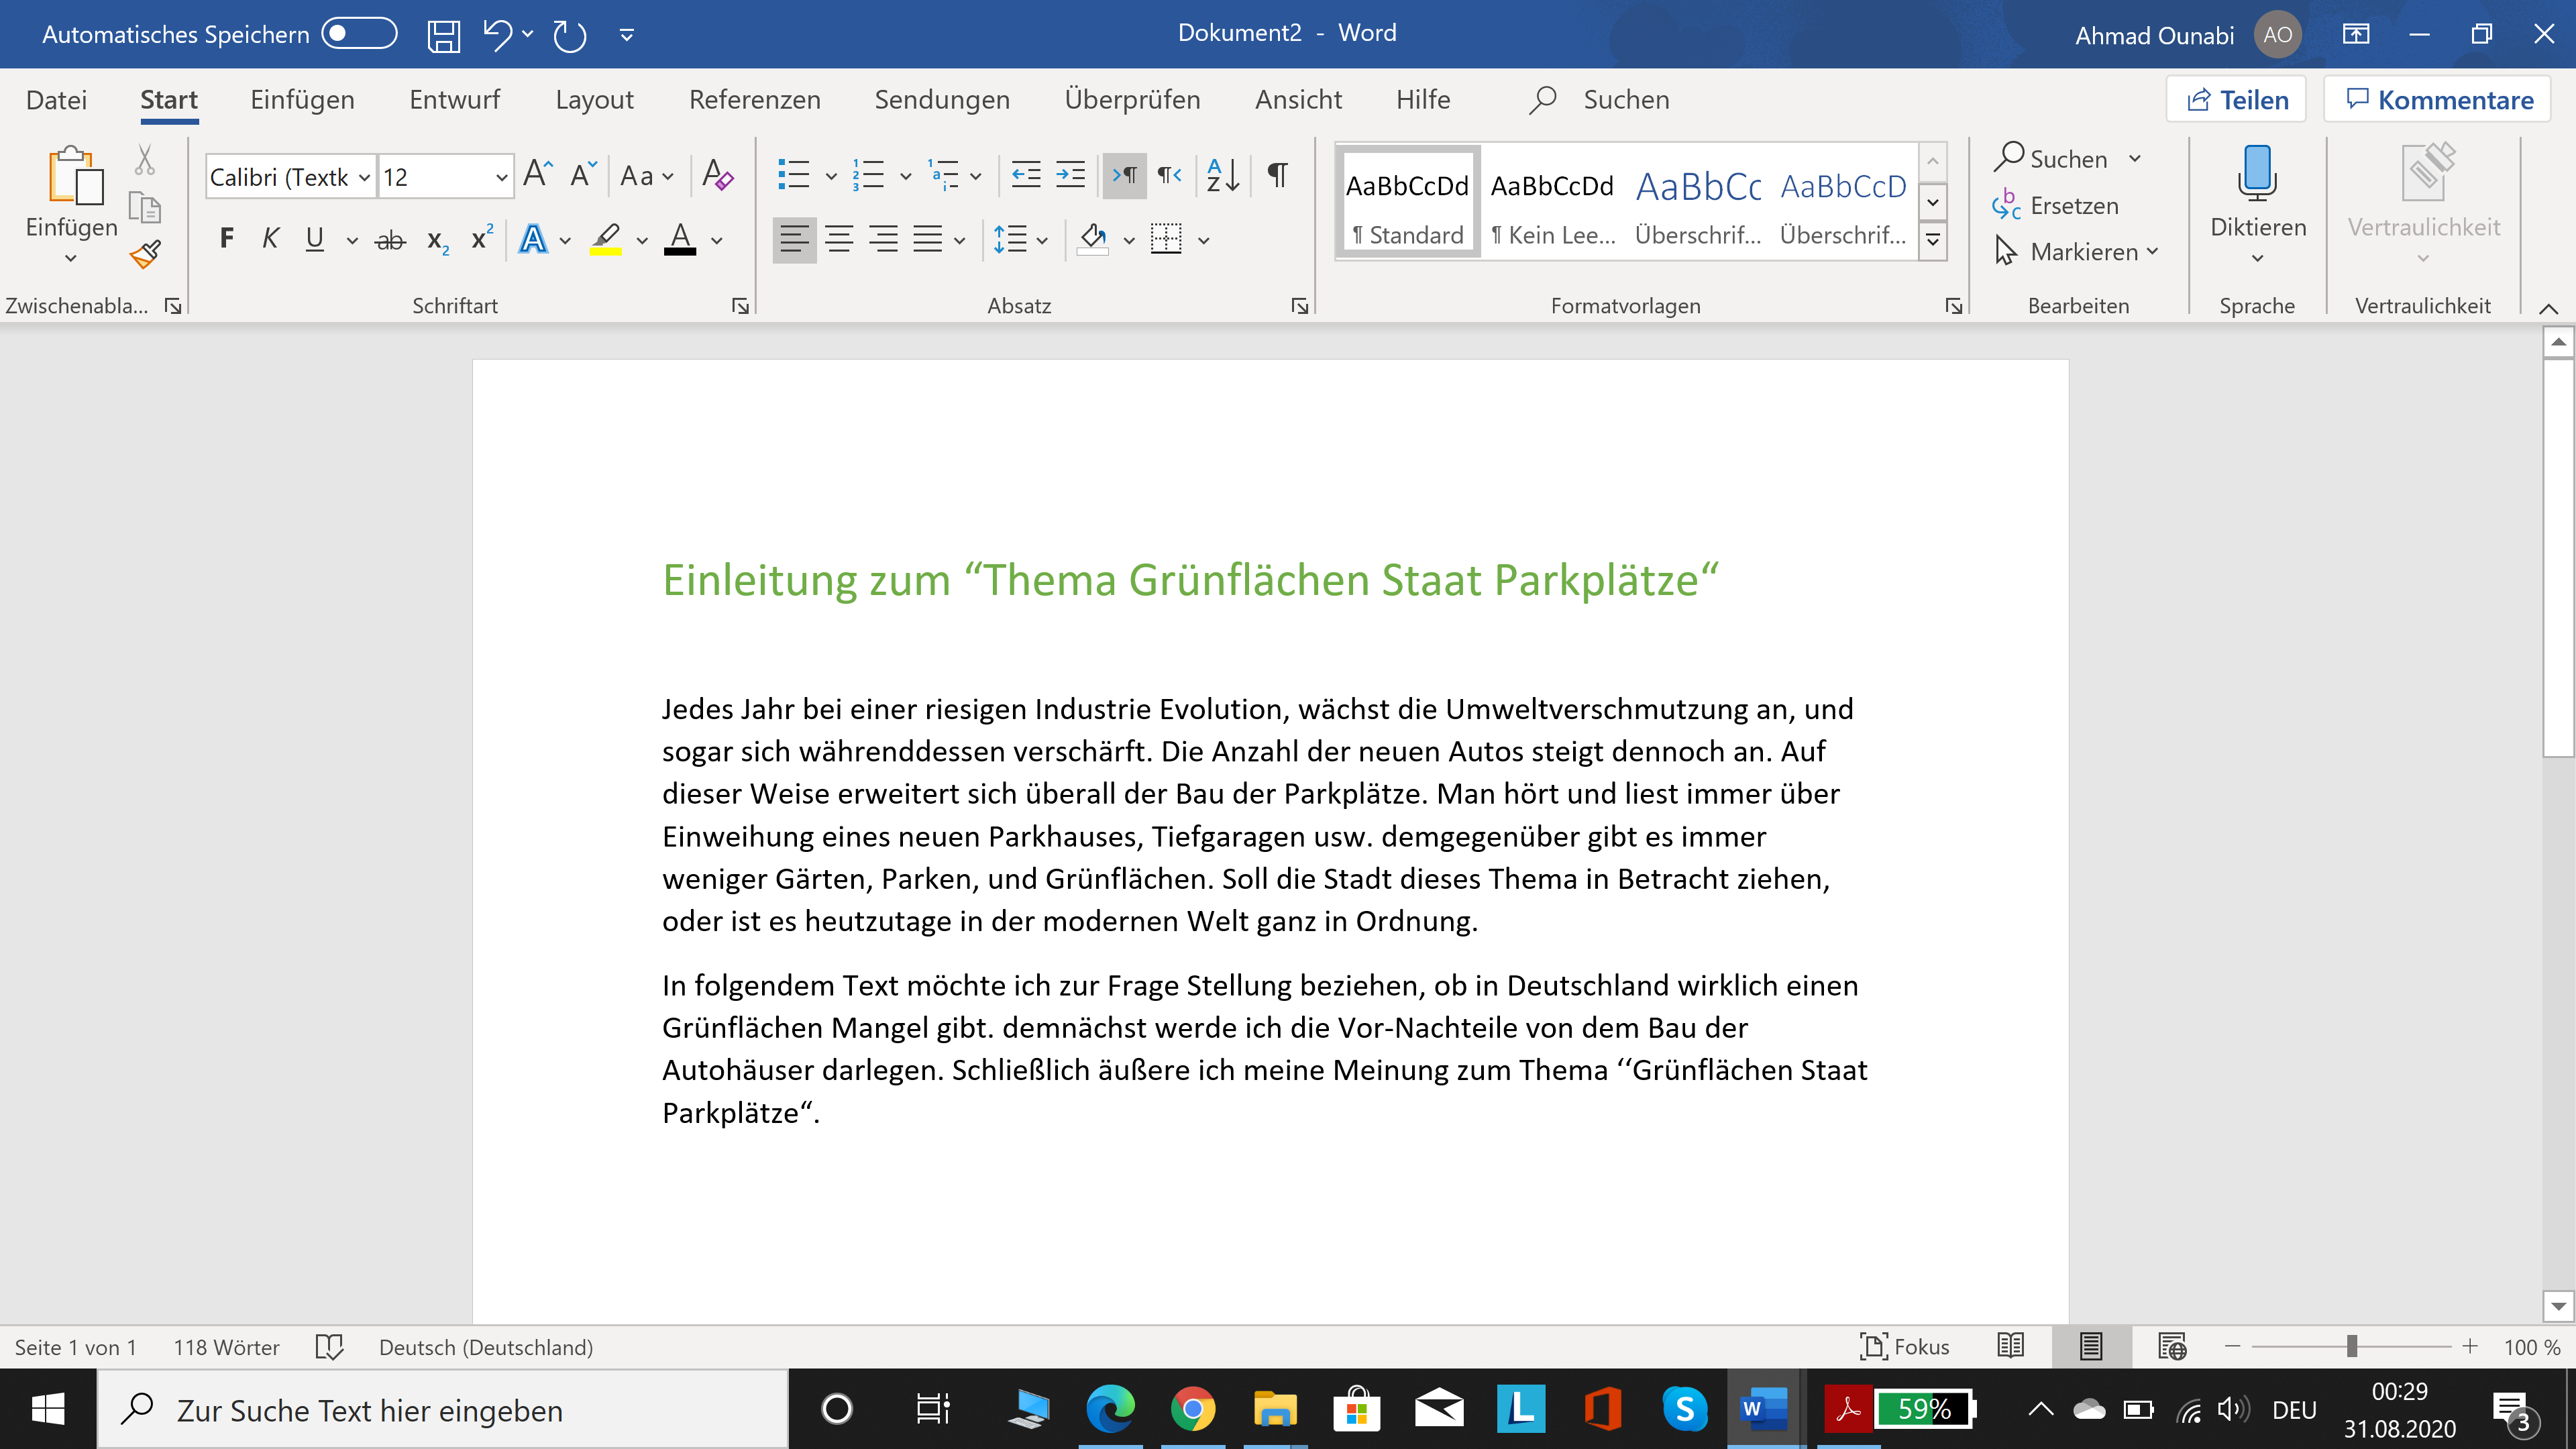 Automatisches Speichern
Dokument2 - Word
Ahmad Ounabi AO
Datei Start Einfügen Entwurf Layout Referenzen Sendungen Überprüfen Ansicht Hilfe Suchen Teilen Kommentare
Einfügen
Zwischenabla...
Calibri (Textk 12
F K U ab x₂ x²
Schriftart
Absatz
AaBbCcDd AaBbCcDd AaBbCc AaBbCcD
¶ Standard ¶ Kein Lee... Überschrif... Überschrif...
Formatvorlagen
Suchen
Ersetzen
Markieren
Bearbeiten
Diktieren
Sprache
Vertraulichkeit
Vertraulichkeit
Einleitung zum “Thema Grünflächen Staat Parkplätze“
Jedes Jahr bei einer riesigen Industrie Evolution, wächst die Umweltverschmutzung an, und
sogar sich währenddessen verschärft. Die Anzahl der neuen Autos steigt dennoch an. Auf
dieser Weise erweitert sich überall der Bau der Parkplätze. Man hört und liest immer über
Einweihung eines neuen Parkhauses, Tiefgaragen usw. demgegenüber gibt es immer
weniger Gärten, Parken, und Grünflächen. Soll die Stadt dieses Thema in Betracht ziehen,
oder ist es heutzutage in der modernen Welt ganz in Ordnung.
In folgendem Text möchte ich zur Frage Stellung beziehen, ob in Deutschland wirklich einen
Grünflächen Mangel gibt. demnächst werde ich die Vor-Nachteile von dem Bau der
Autohäuser darlegen. Schließlich äußere ich meine Meinung zum Thema ‘‘Grünflächen Staat
Parkplätze“.
Seite 1 von 1 118 Wörter Deutsch (Deutschland) Fokus 100 %
Zur Suche Text hier eingeben
59%
DEU
00:29
31.08.2020
3